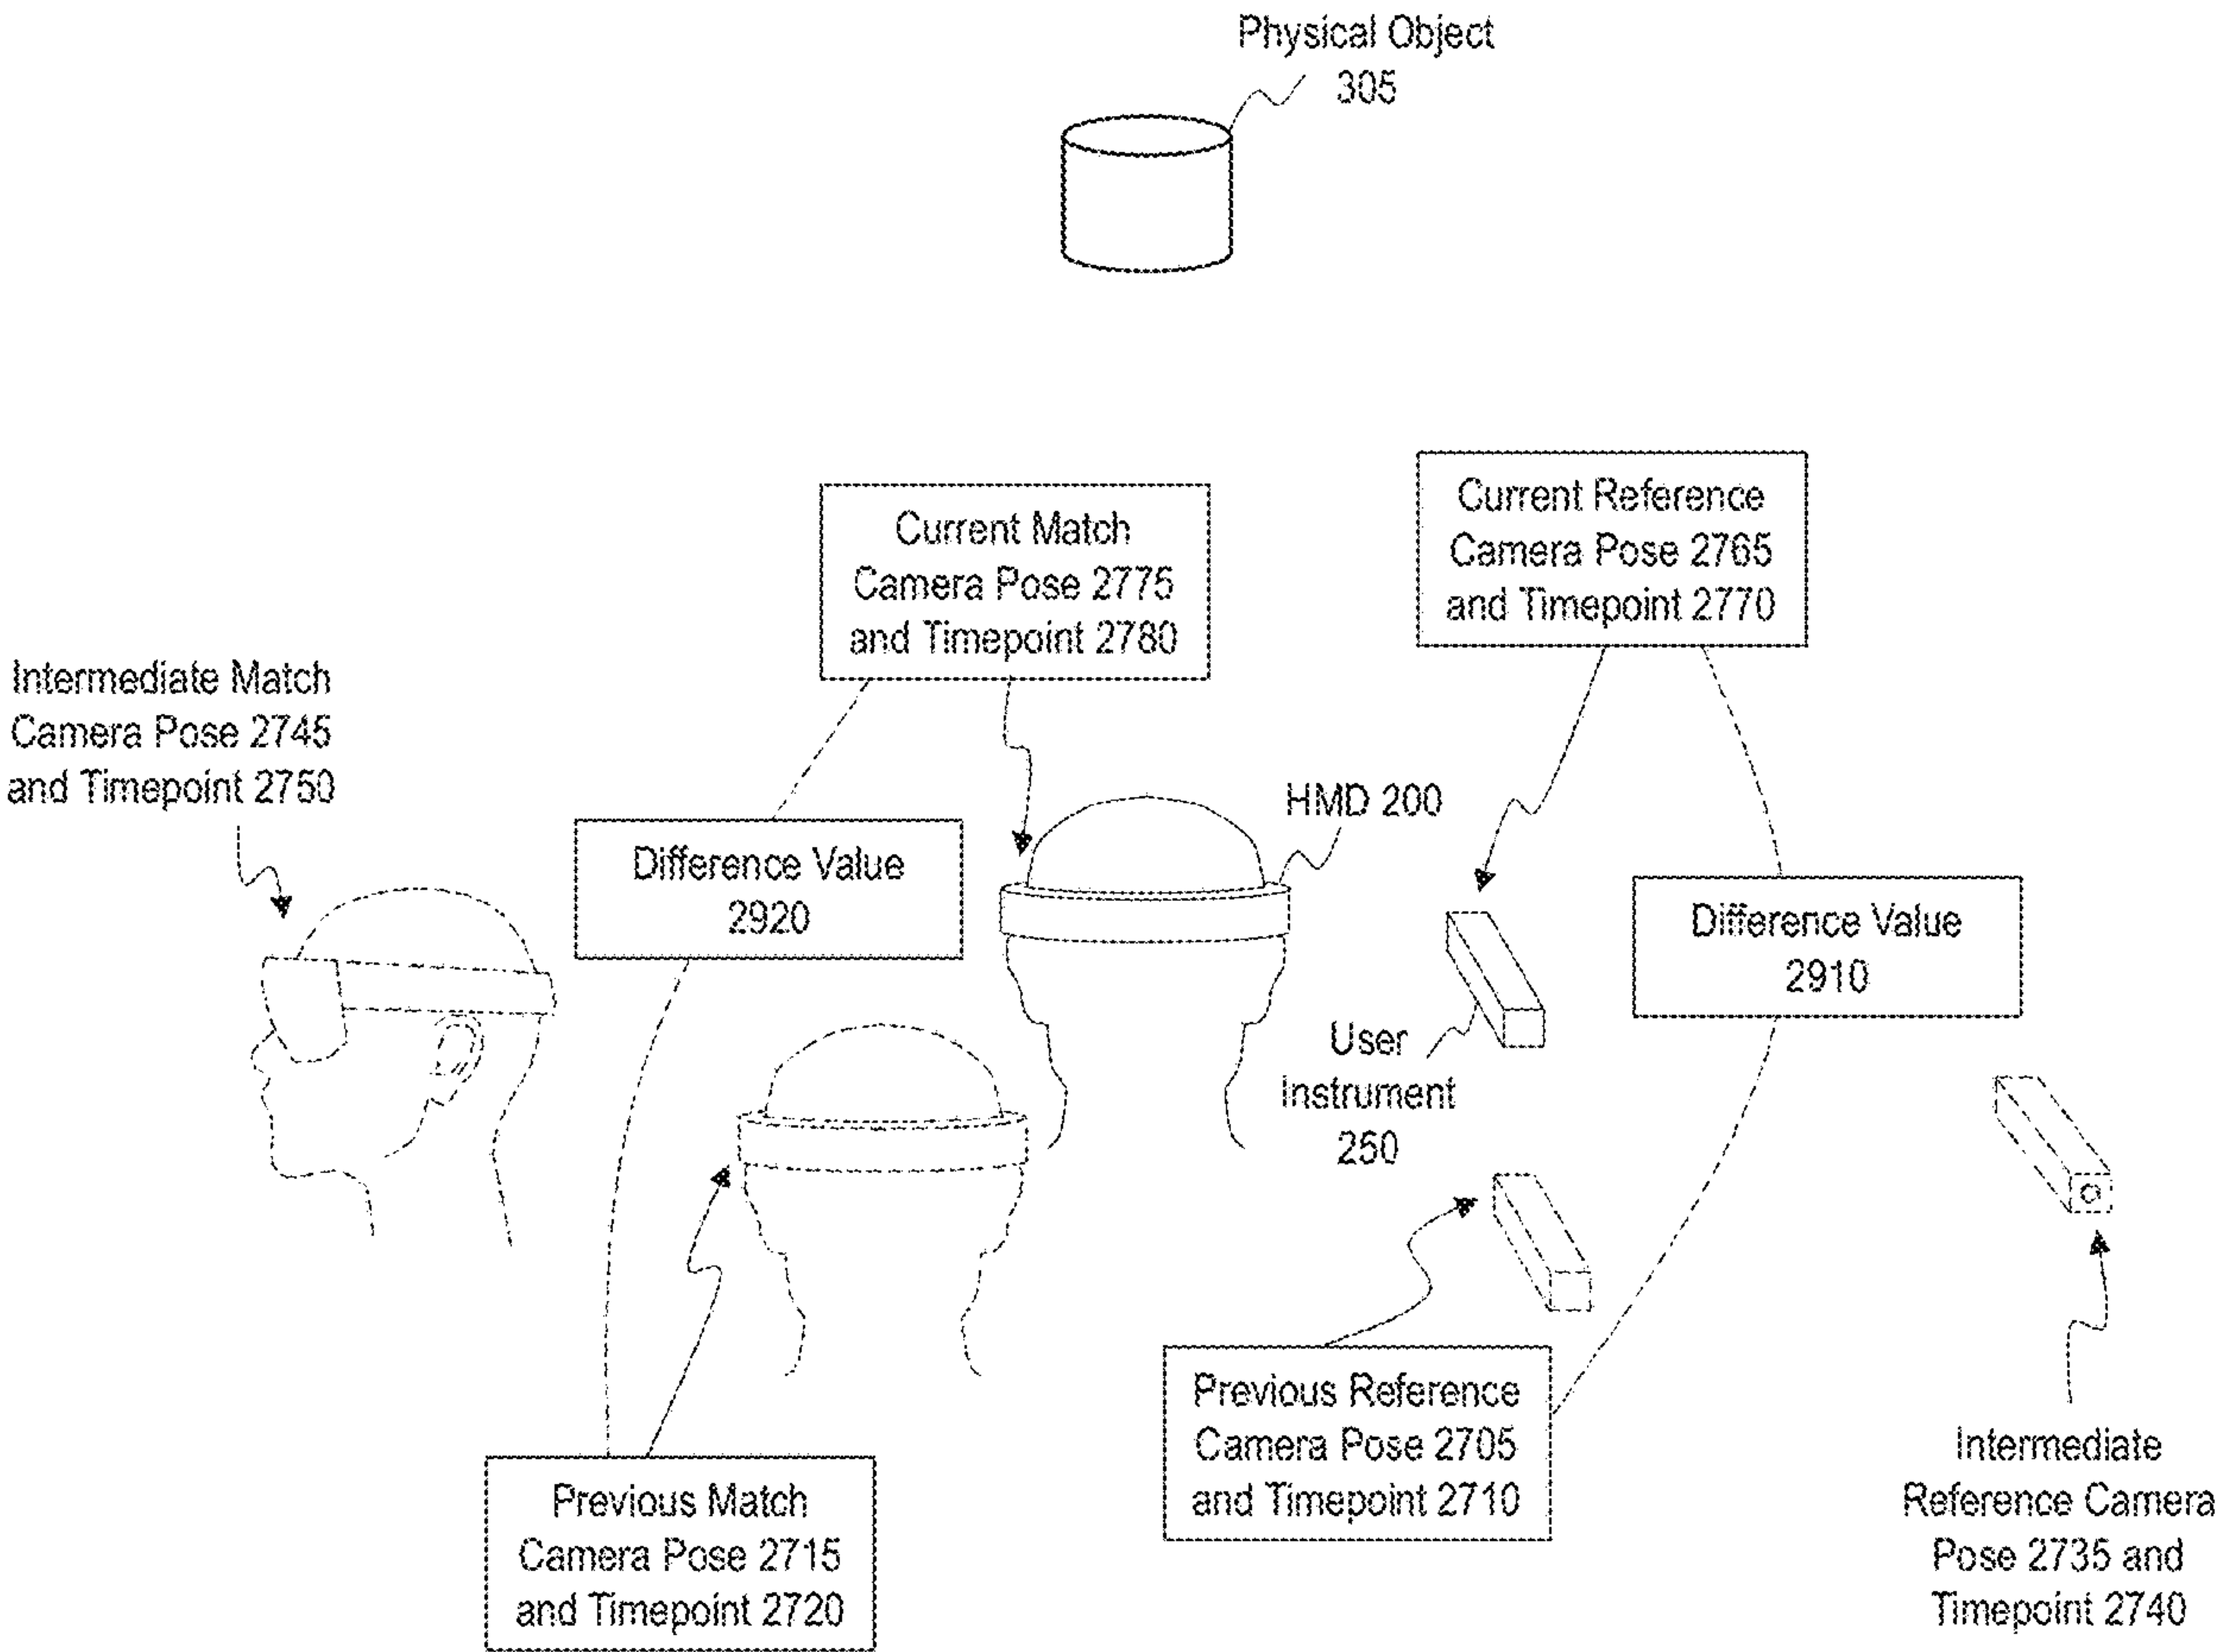 Physical Object
305
Current Reference
Camera Pose 2765
and Timepoint 2770
Current Match
Camera Pose 2775
and Timepoint 2780
Intermediate Match
Camera Pose 2745
and Timepoint 2750
HMD 200
Difference Value
2920
Difference Value
2910
User
Instrument
250
Previous Reference
Camera Pose 2705
and Timepoint 2710
Intermediate
Reference Camera
Pose 2735 and
Timepoint 2740
Previous Match
Camera Pose 2715
and Timepoint 2720